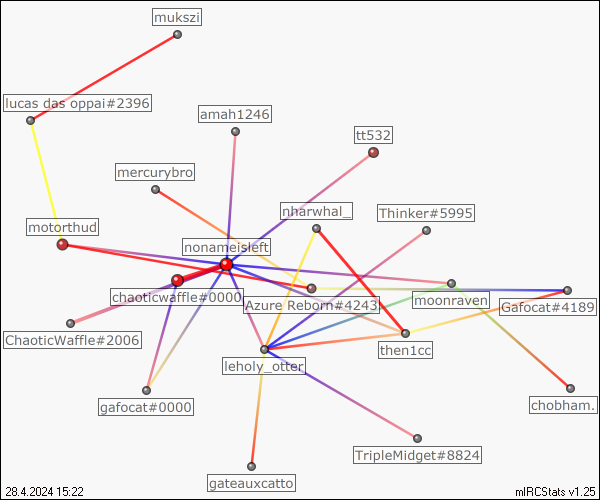 mukszi
lucas das oppai#2396
amah1246
tt532
mercurybro
nharwhal_
Thinker#5995
motorthud
nonameisleft
chaoticwaffle#0000
Azure Reborn#4243
moonraven
Gafocat#4189
ChaoticWaffle#2006
then1cc
leholy_otter
gafocat#0000
chobham.
TripleMidget#8824
gateauxcatto
28.4.2024 15:22
mIRCStats v1.25